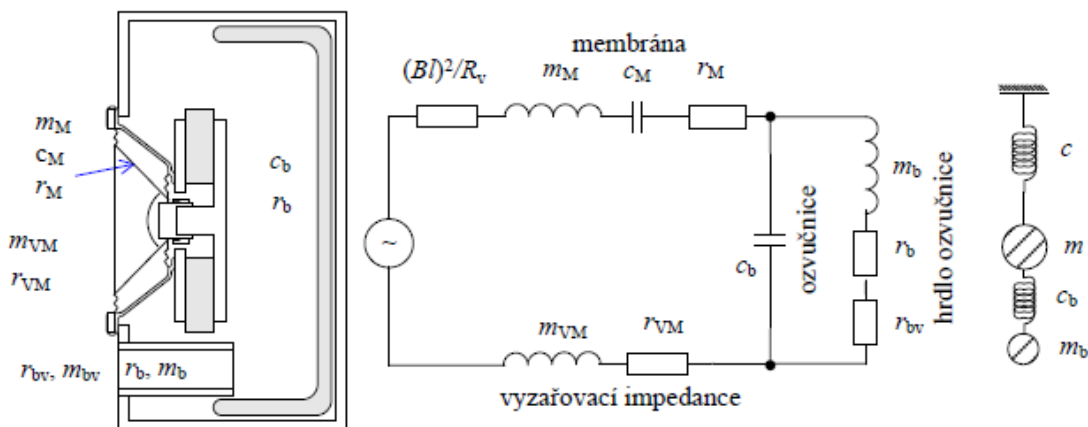 m_M
c_M
r_M
m_VM
r_VM
r_bv, m_bv
r_b, m_b
c_b
r_b
membrána
(Bl)²/R_v
m_M
c_M
r_M
~
ozvučnice
c_b
m_b
r_b
r_bv
hrdlo ozvučnice
m_VM
r_VM
vyzařovací impedance
c
m
c_b
m_b